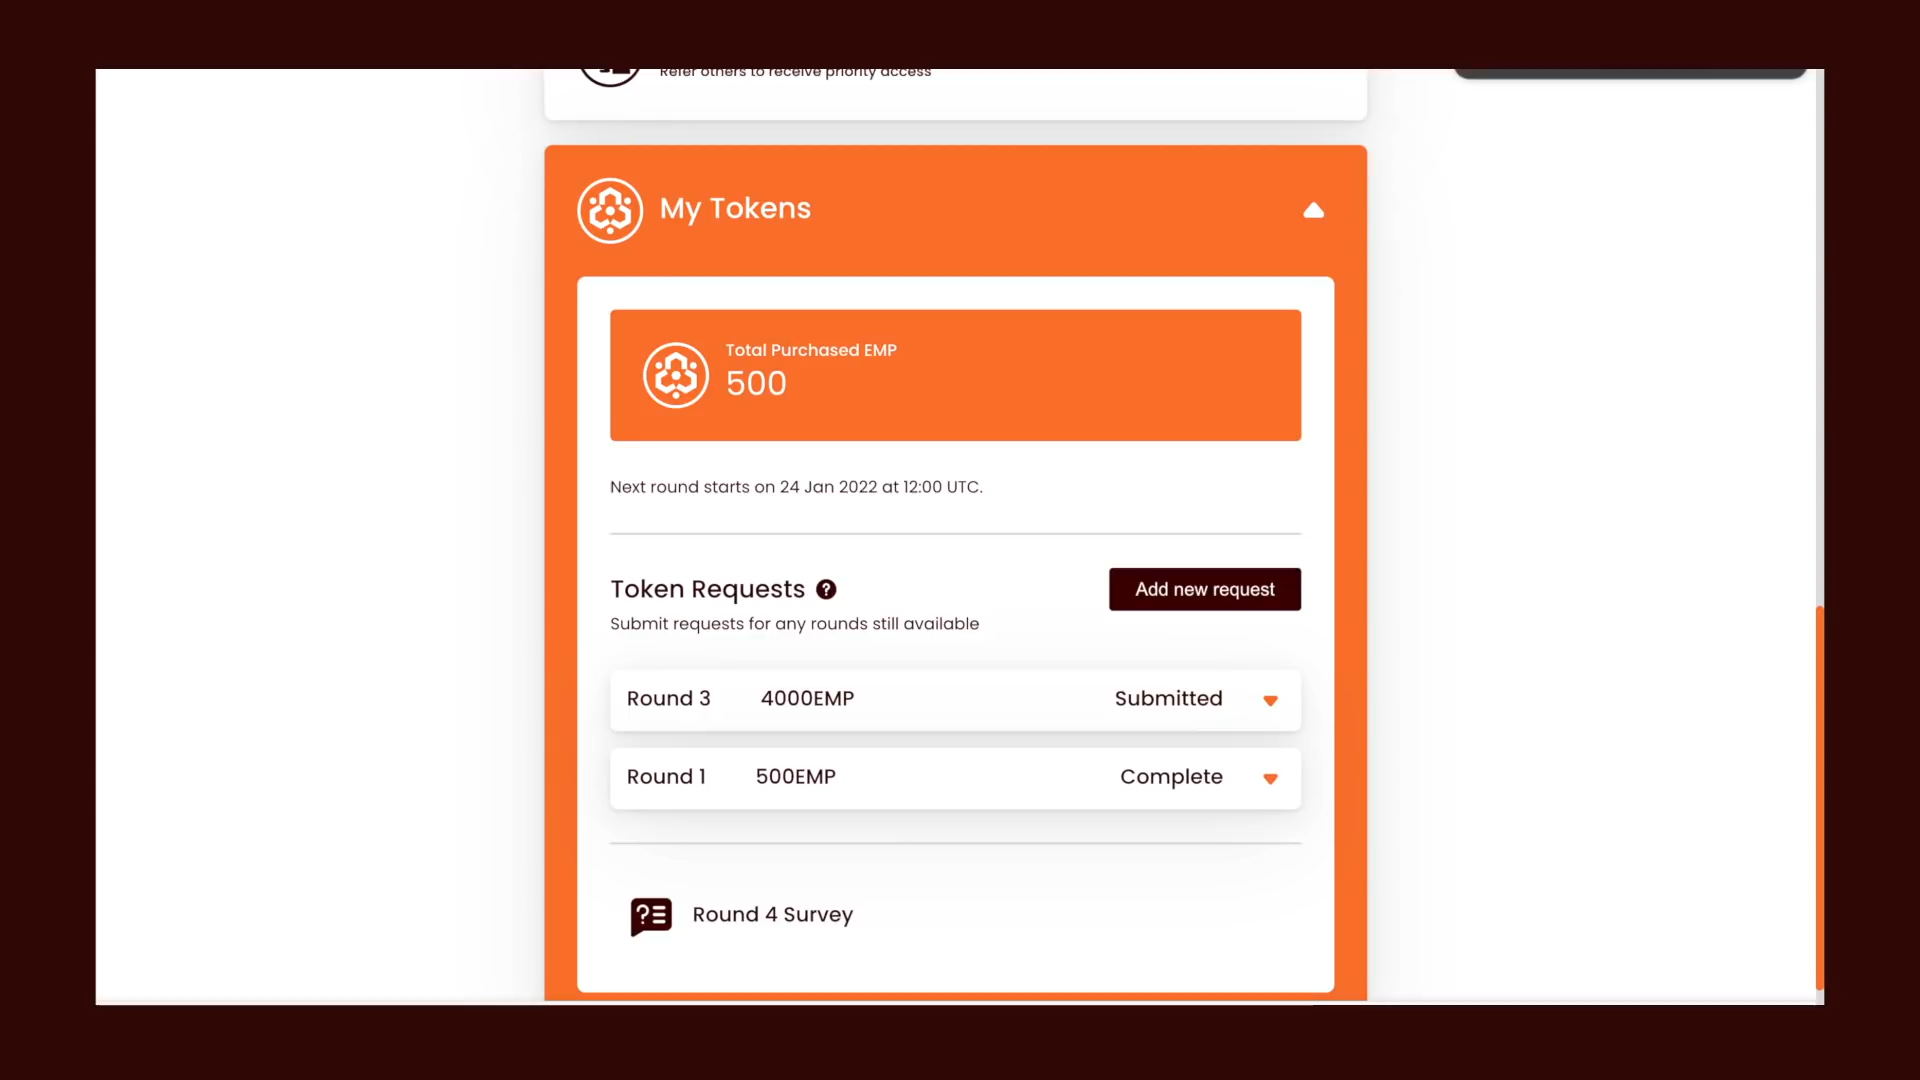 Refer others to receive priority access
My Tokens
Total Purchased EMP
500
Next round starts on 24 Jan 2022 at 12:00 UTC.
Token Requests ?
Add new request
Submit requests for any rounds still available
Round 3 4000EMP Submitted
Round 1 500EMP Complete
Round 4 Survey